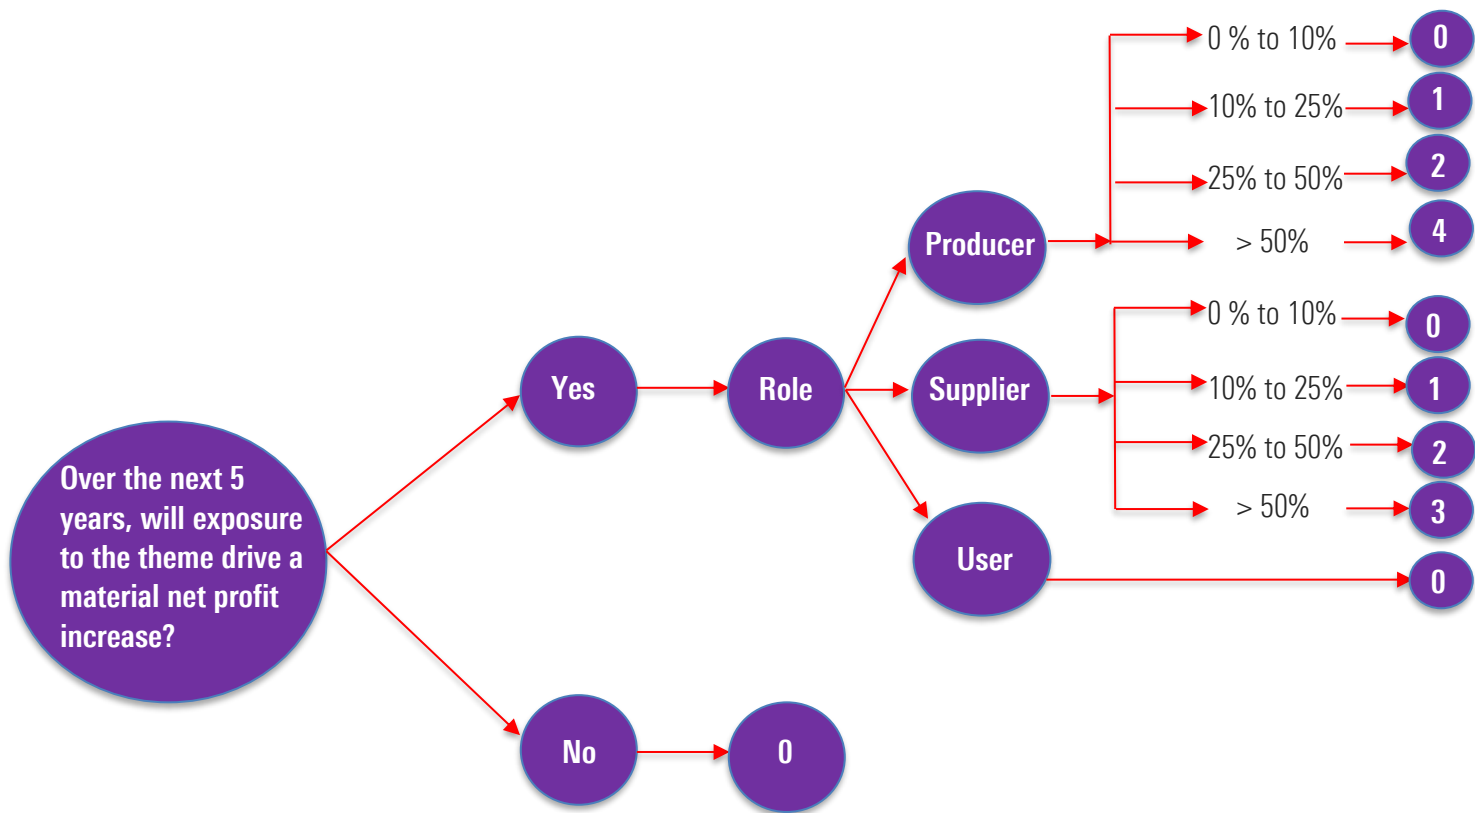 Over the next 5
years, will exposure
to the theme drive a
material net profit
increase?
Yes
No
0
Role
Producer
0 % to 10%
0
10% to 25%
1
25% to 50%
2
> 50%
4
Supplier
0 % to 10%
0
10% to 25%
1
25% to 50%
2
> 50%
3
User
0